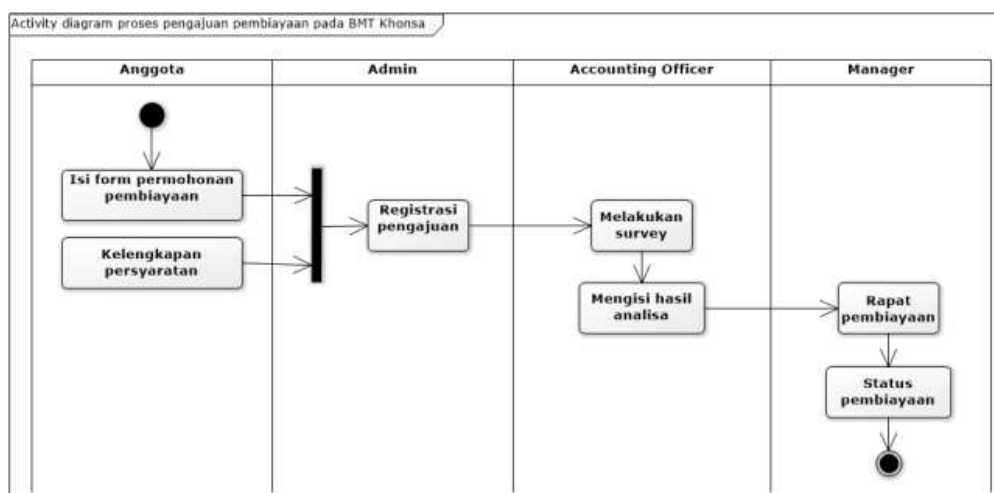 Activity diagram proses pengajuan pembiayaan pada BMT Khonsa
Anggota
Admin
Accounting Officer
Manager
Isi form permohonan
pembiayaan
Kelengkapan
persyaratan
Registrasi
pengajuan
Melakukan
survey
Mengisi hasil
analisa
Rapat
pembiayaan
Status
pembiayaan